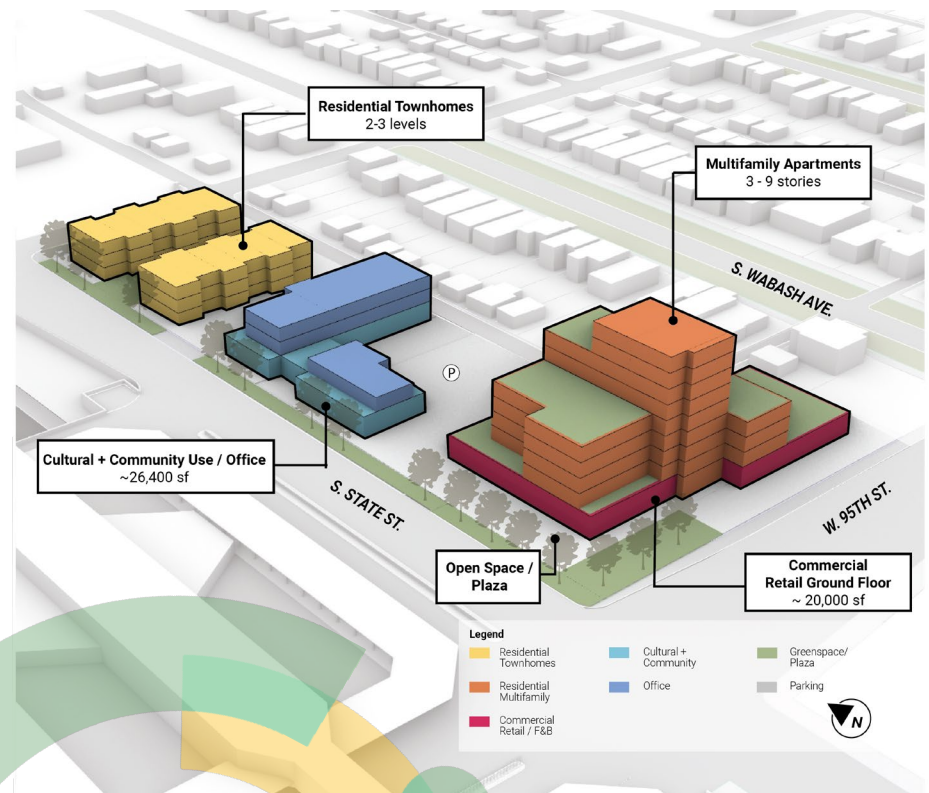 Residential Townhomes
2-3 levels
Multifamily Apartments
3 - 9 stories
S. WABASH AVE.
P
Cultural + Community Use / Office
~26,400 sf
S. STATE ST.
W. 95TH ST.
Open Space /
Plaza
Commercial
Retail Ground Floor
~ 20,000 sf
Legend
Residential
Townhomes
Residential
Multifamily
Commercial
Retail / F&B
Cultural +
Community
Office
Greenspace/
Plaza
Parking
N